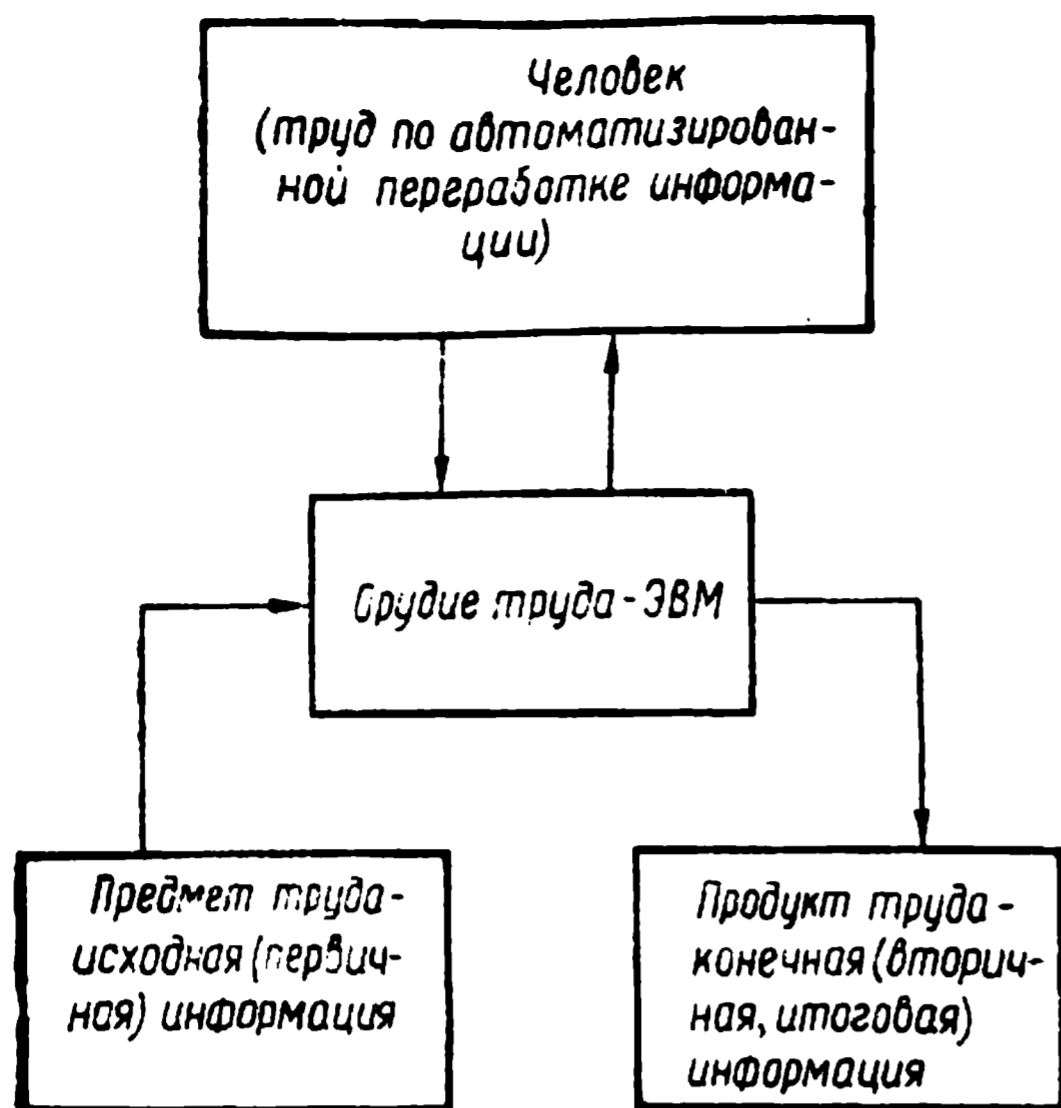 Человек
(труд по автоматизирован-
ной переработке информа-
ции)
Орудие труда - ЭВМ
Предмет труда -
исходная (первич-
ная) информация
Продукт труда -
конечная (вторич-
ная, итоговая)
информация